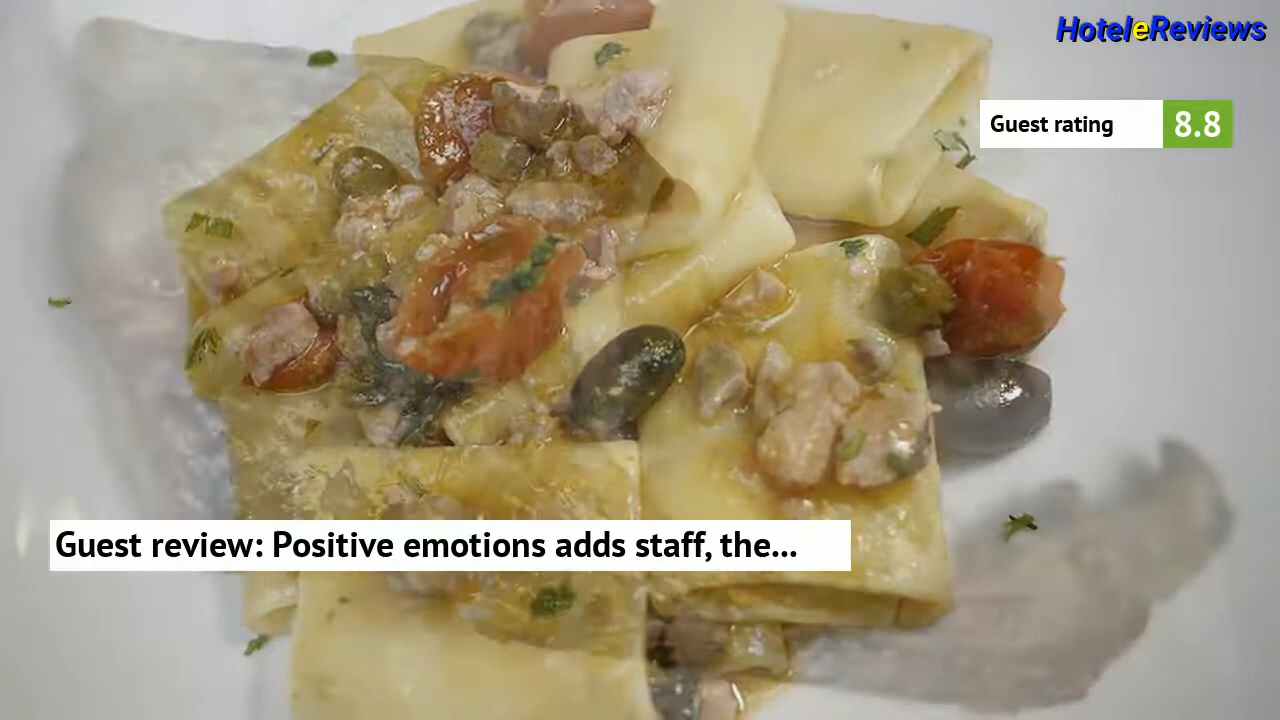 HoteleReviews
Guest rating 8.8
Guest review: Positive emotions adds staff, the...